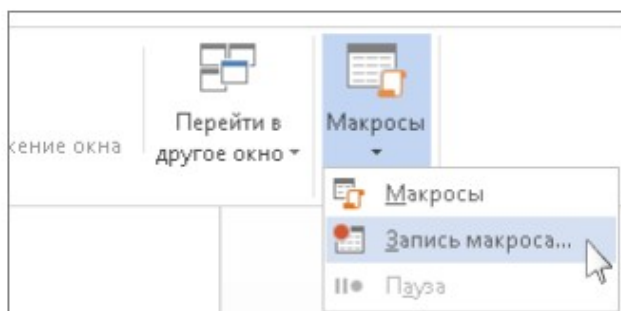 Перейти в
другое окно
Макросы
жение окна
Макросы
Запись макроса...
Пауза